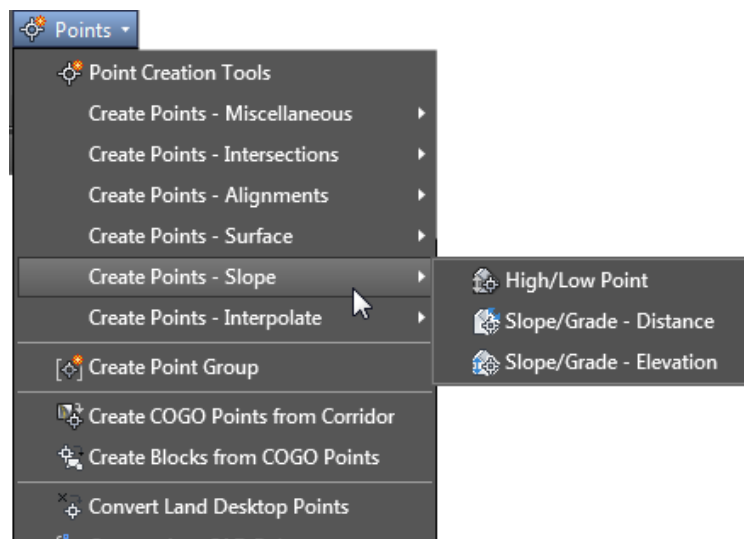 Points
Point Creation Tools
Create Points - Miscellaneous
Create Points - Intersections
Create Points - Alignments
Create Points - Surface
Create Points - Slope
High/Low Point
Slope/Grade - Distance
Slope/Grade - Elevation
Create Points - Interpolate
Create Point Group
Create COGO Points from Corridor
Create Blocks from COGO Points
Convert Land Desktop Points